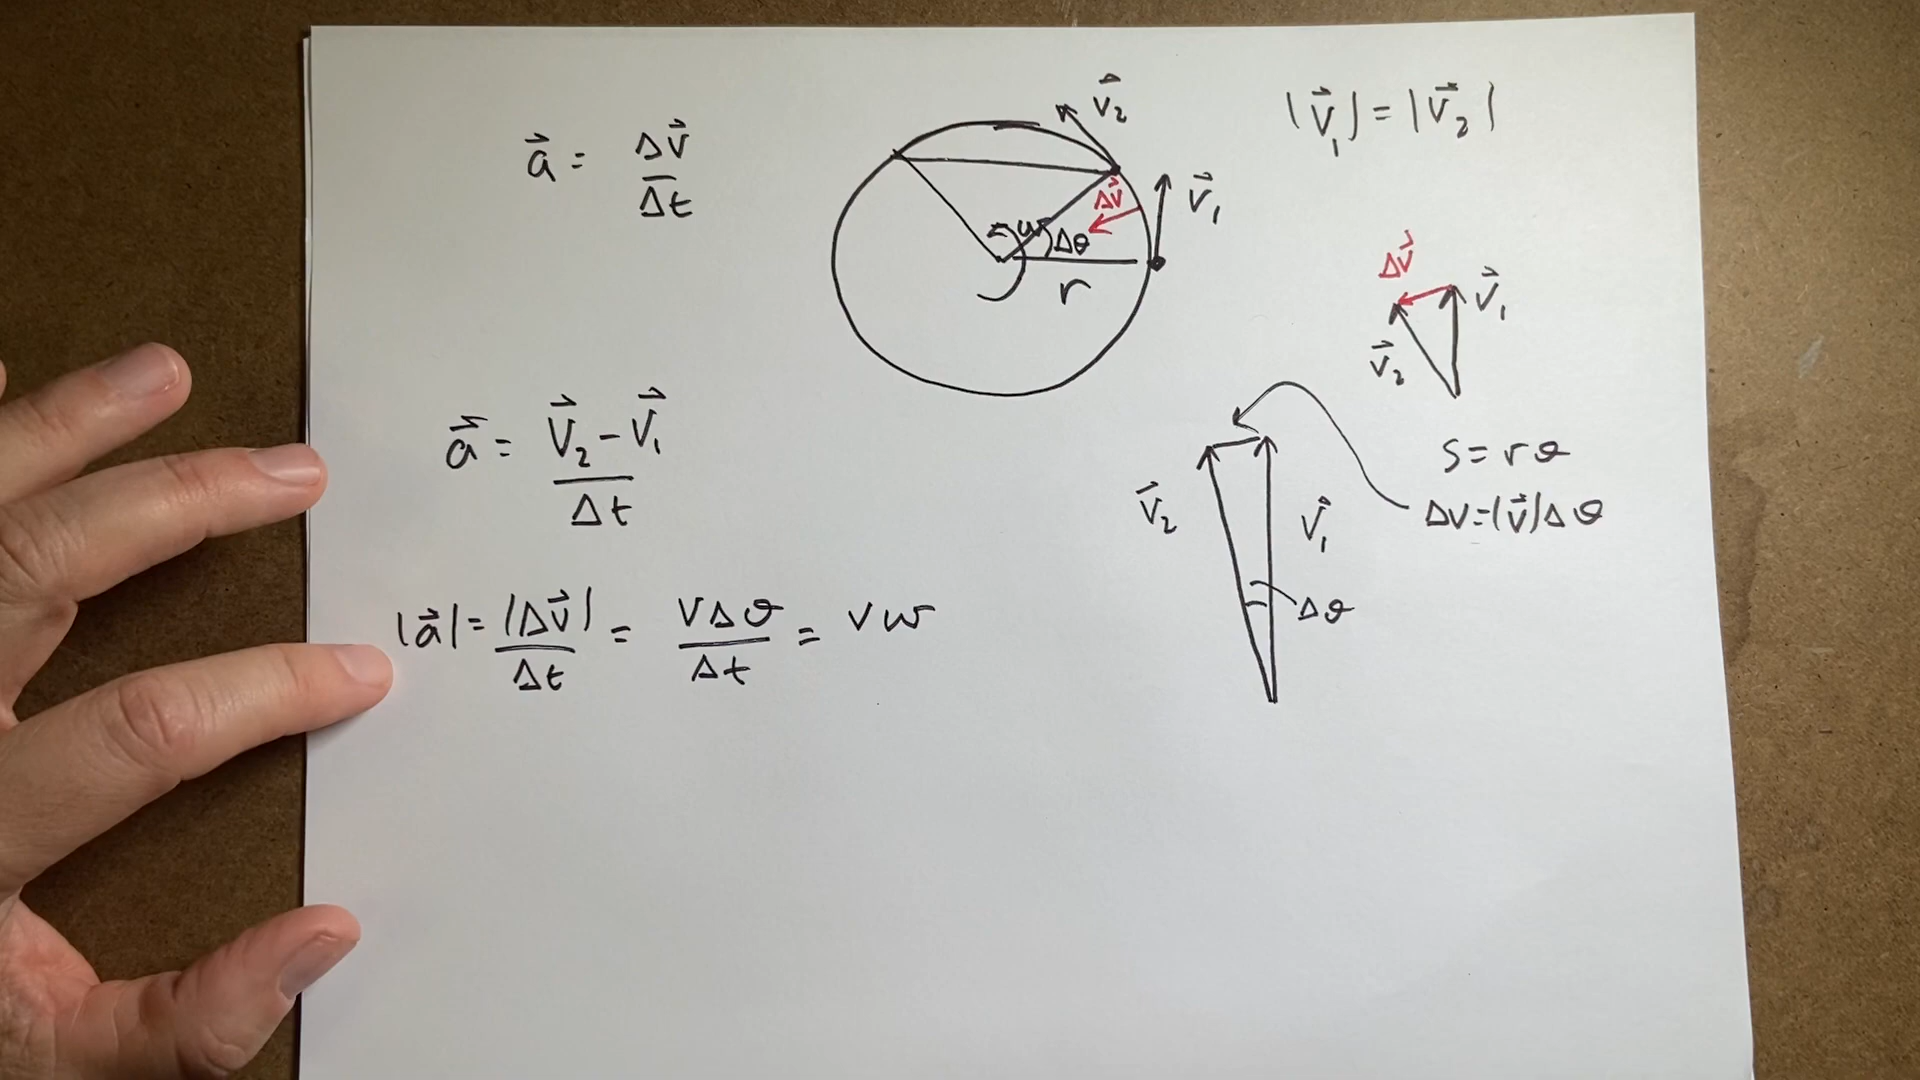 a⃗ = Δv⃗ / Δt
v⃗₂
v⃗₁
Δv⃗
ω
Δθ
r
|v⃗₁| = |v⃗₂|
Δv⃗
v⃗₁
v⃗₂
a⃗ = (v⃗₂ - v⃗₁) / Δt
v⃗₂
v⃗₁
Δθ
s = rθ
Δv = |v⃗|Δθ
|a⃗| = |Δv⃗| / Δt = vΔθ / Δt = vω